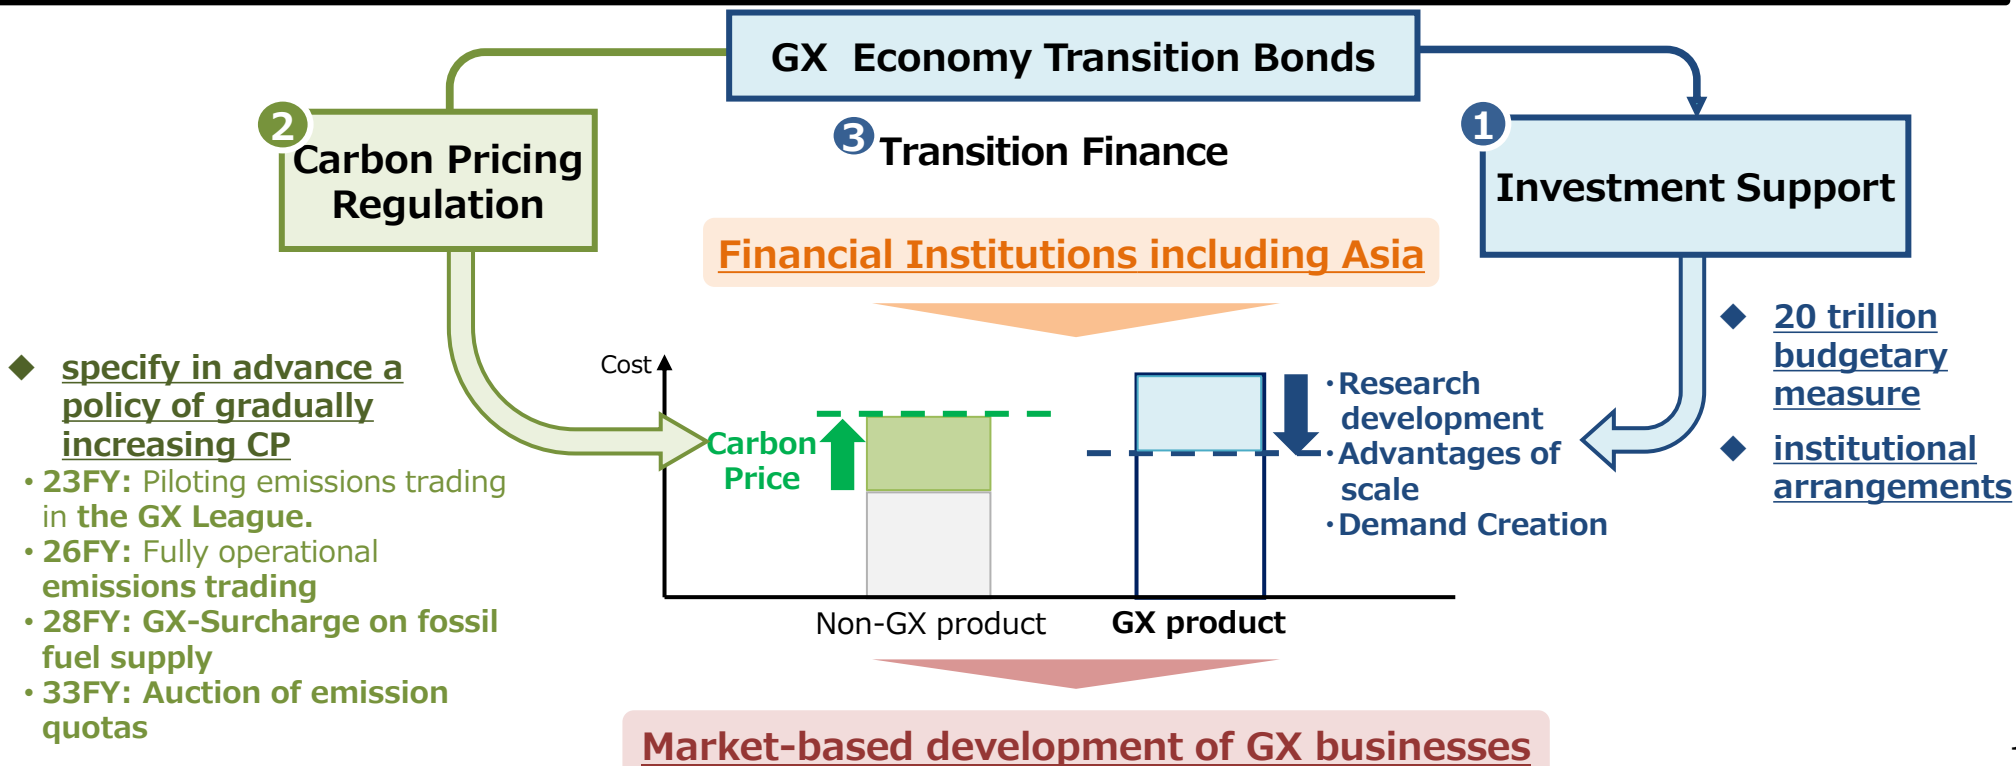 GX Economy Transition Bonds
2
Carbon Pricing
Regulation
3 Transition Finance
1
Investment Support
Financial Institutions including Asia
◆ specify in advance a
policy of gradually
increasing CP
• 23FY: Piloting emissions trading
in the GX League.
• 26FY: Fully operational
emissions trading
• 28FY: GX-Surcharge on fossil
fuel supply
• 33FY: Auction of emission
quotas
Cost
Carbon
Price
Non-GX product
GX product
・Research
development
・Advantages of
scale
・Demand Creation
◆ 20 trillion
budgetary
measure
◆ institutional
arrangements
Market-based development of GX businesses